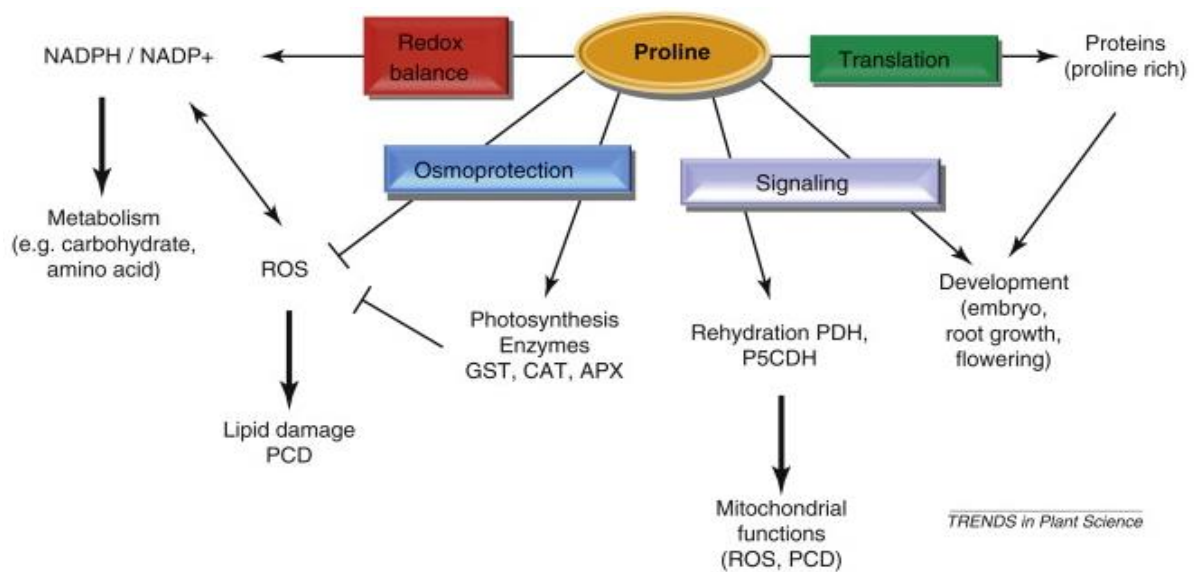 NADPH / NADP+
Redox
balance
Proline
Translation
Proteins
(proline rich)
Osmoprotection
Signaling
Metabolism
(e.g. carbohydrate,
amino acid)
ROS
Photosynthesis
Enzymes
GST, CAT, APX
Rehydration PDH,
P5CDH
Development
(embryo,
root growth,
flowering)
Lipid damage
PCD
Mitochondrial
functions
(ROS, PCD)
TRENDS in Plant Science